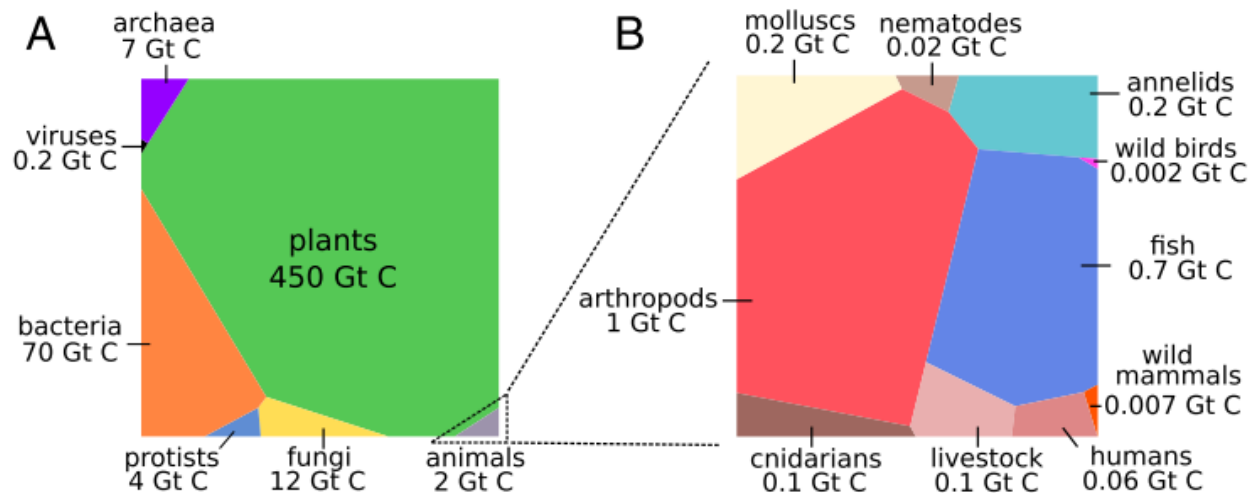 A
archaea
7 Gt C
viruses
0.2 Gt C
plants
450 Gt C
bacteria
70 Gt C
protists
4 Gt C
fungi
12 Gt C
animals
2 Gt C
B
molluscs
0.2 Gt C
nematodes
0.02 Gt C
annelids
0.2 Gt C
wild birds
0.002 Gt C
fish
0.7 Gt C
arthropods
1 Gt C
wild
mammals
0.007 Gt C
cnidarians
0.1 Gt C
livestock
0.1 Gt C
humans
0.06 Gt C